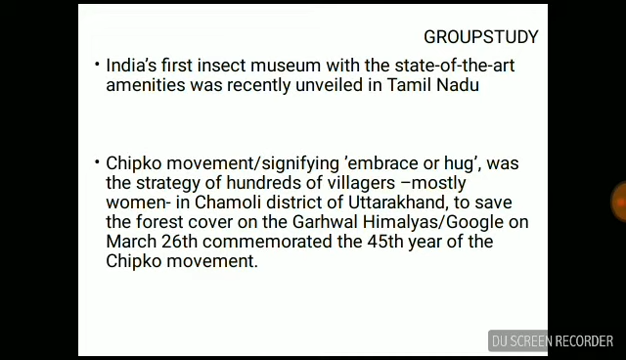 GROUPSTUDY
• India's first insect museum with the state-of-the-art
amenities was recently unveiled in Tamil Nadu
• Chipko movement/signifying 'embrace or hug', was
the strategy of hundreds of villagers –mostly
women- in Chamoli district of Uttarakhand, to save
the forest cover on the Garhwal Himalyas/Google on
March 26th commemorated the 45th year of the
Chipko movement.
DU SCREEN RECORDER